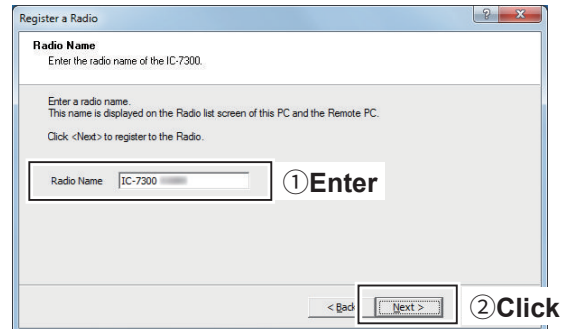 Register a Radio
Radio Name
Enter the radio name of the IC-7300.
Enter a radio name.
This name is displayed on the Radio list screen of this PC and the Remote PC.
Click <Next> to register to the Radio.
Radio Name IC-7300
①Enter
< Back Next >
②Click